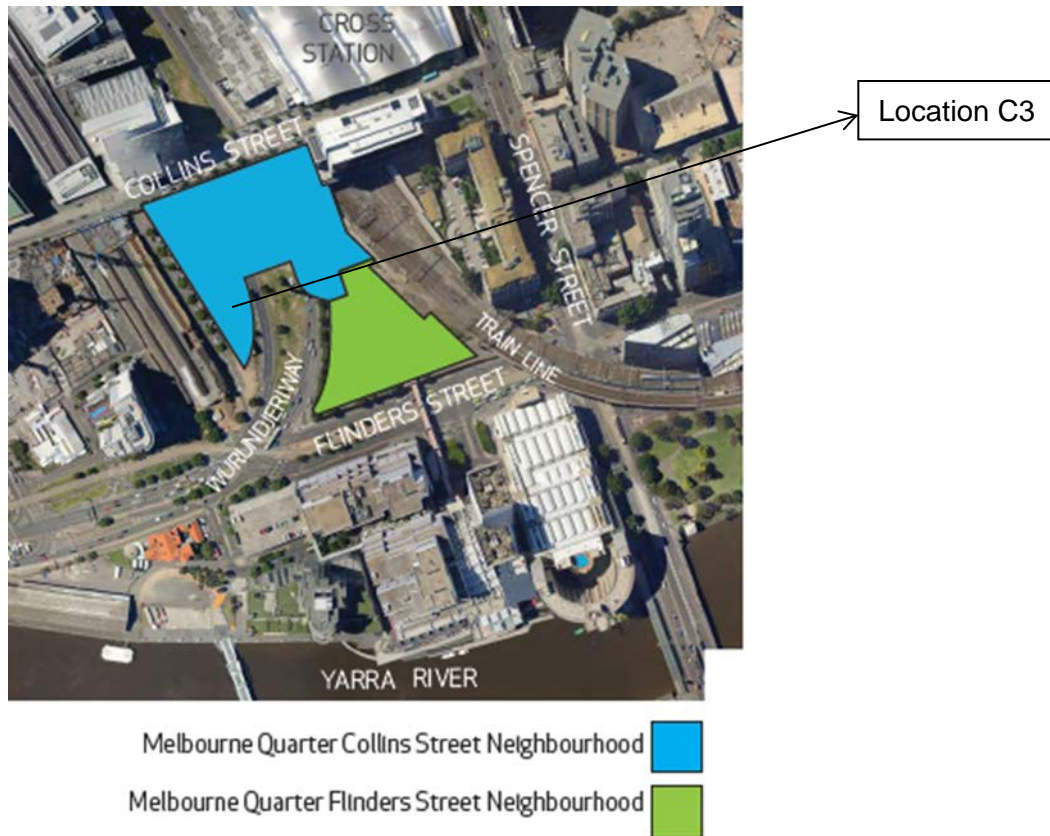 CROSS
STATION
Location C3
COLLINS STREET
SPENCER STREET
TRAIN LINE
WURUNDJERI WAY
FLINDERS STREET
YARRA RIVER
Melbourne Quarter Collins Street Neighbourhood
Melbourne Quarter Flinders Street Neighbourhood